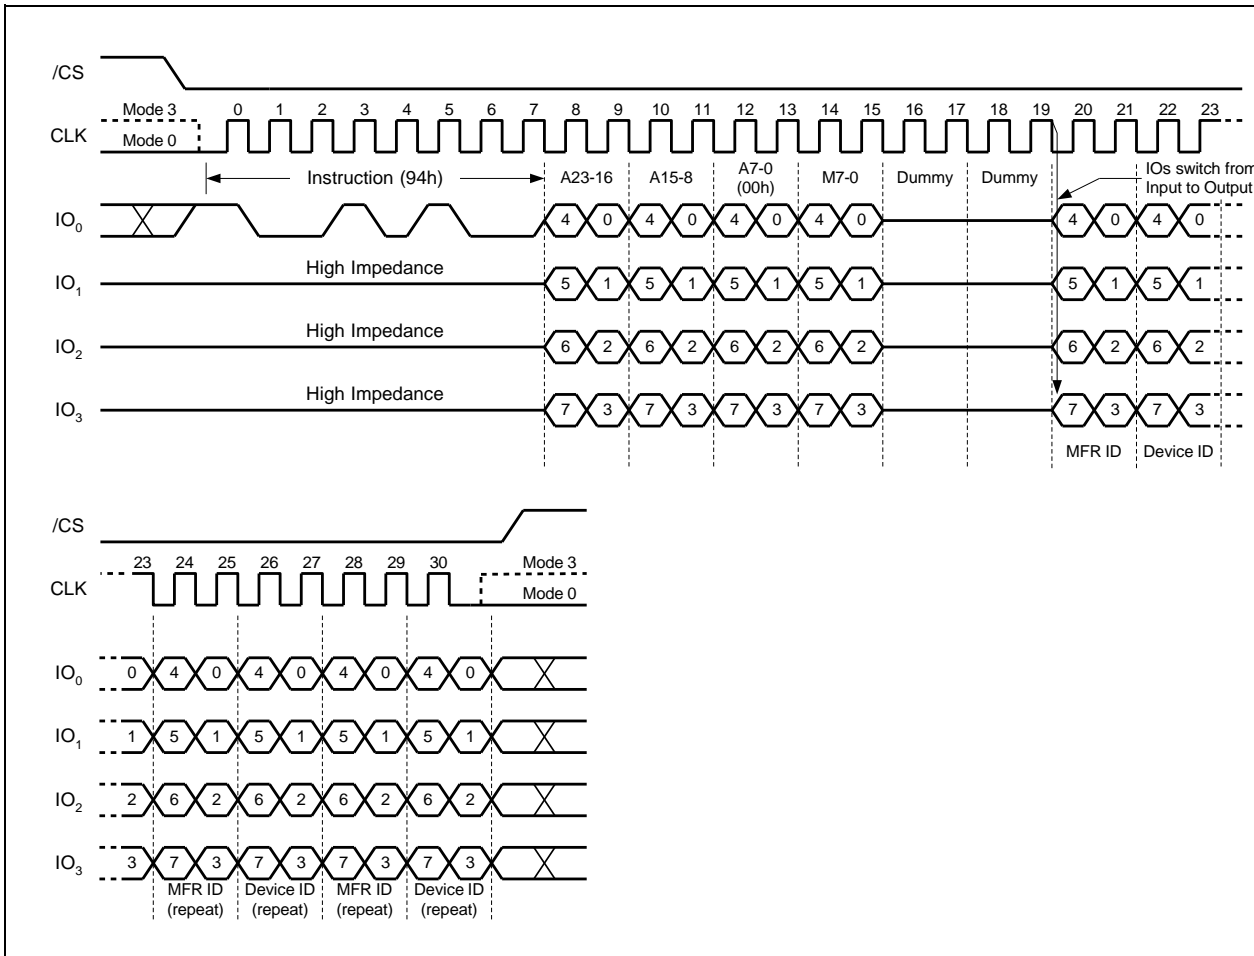 /CS
Mode 3 0 1 2 3 4 5 6 7 8 9 10 11 12 13 14 15 16 17 18 19 20 21 22 23
CLK
Mode 0
Instruction (94h) A23-16 A15-8 A7-0 (00h) M7-0 Dummy Dummy IOs switch from Input to Output
IO0 4 0 4 0 4 0 4 0 4 0 4 0
High Impedance
IO1 5 1 5 1 5 1 5 1 5 1 5 1
High Impedance
IO2 6 2 6 2 6 2 6 2 6 2 6 2
High Impedance
IO3 7 3 7 3 7 3 7 3 7 3 7 3
MFR ID Device ID
/CS
23 24 25 26 27 28 29 30 Mode 3
CLK
Mode 0
IO0 0 4 0 4 0 4 0 4 0
IO1 1 5 1 5 1 5 1 5 1
IO2 2 6 2 6 2 6 2 6 2
IO3 3 7 3 7 3 7 3 7 3
MFR ID Device ID MFR ID Device ID
(repeat) (repeat) (repeat) (repeat)